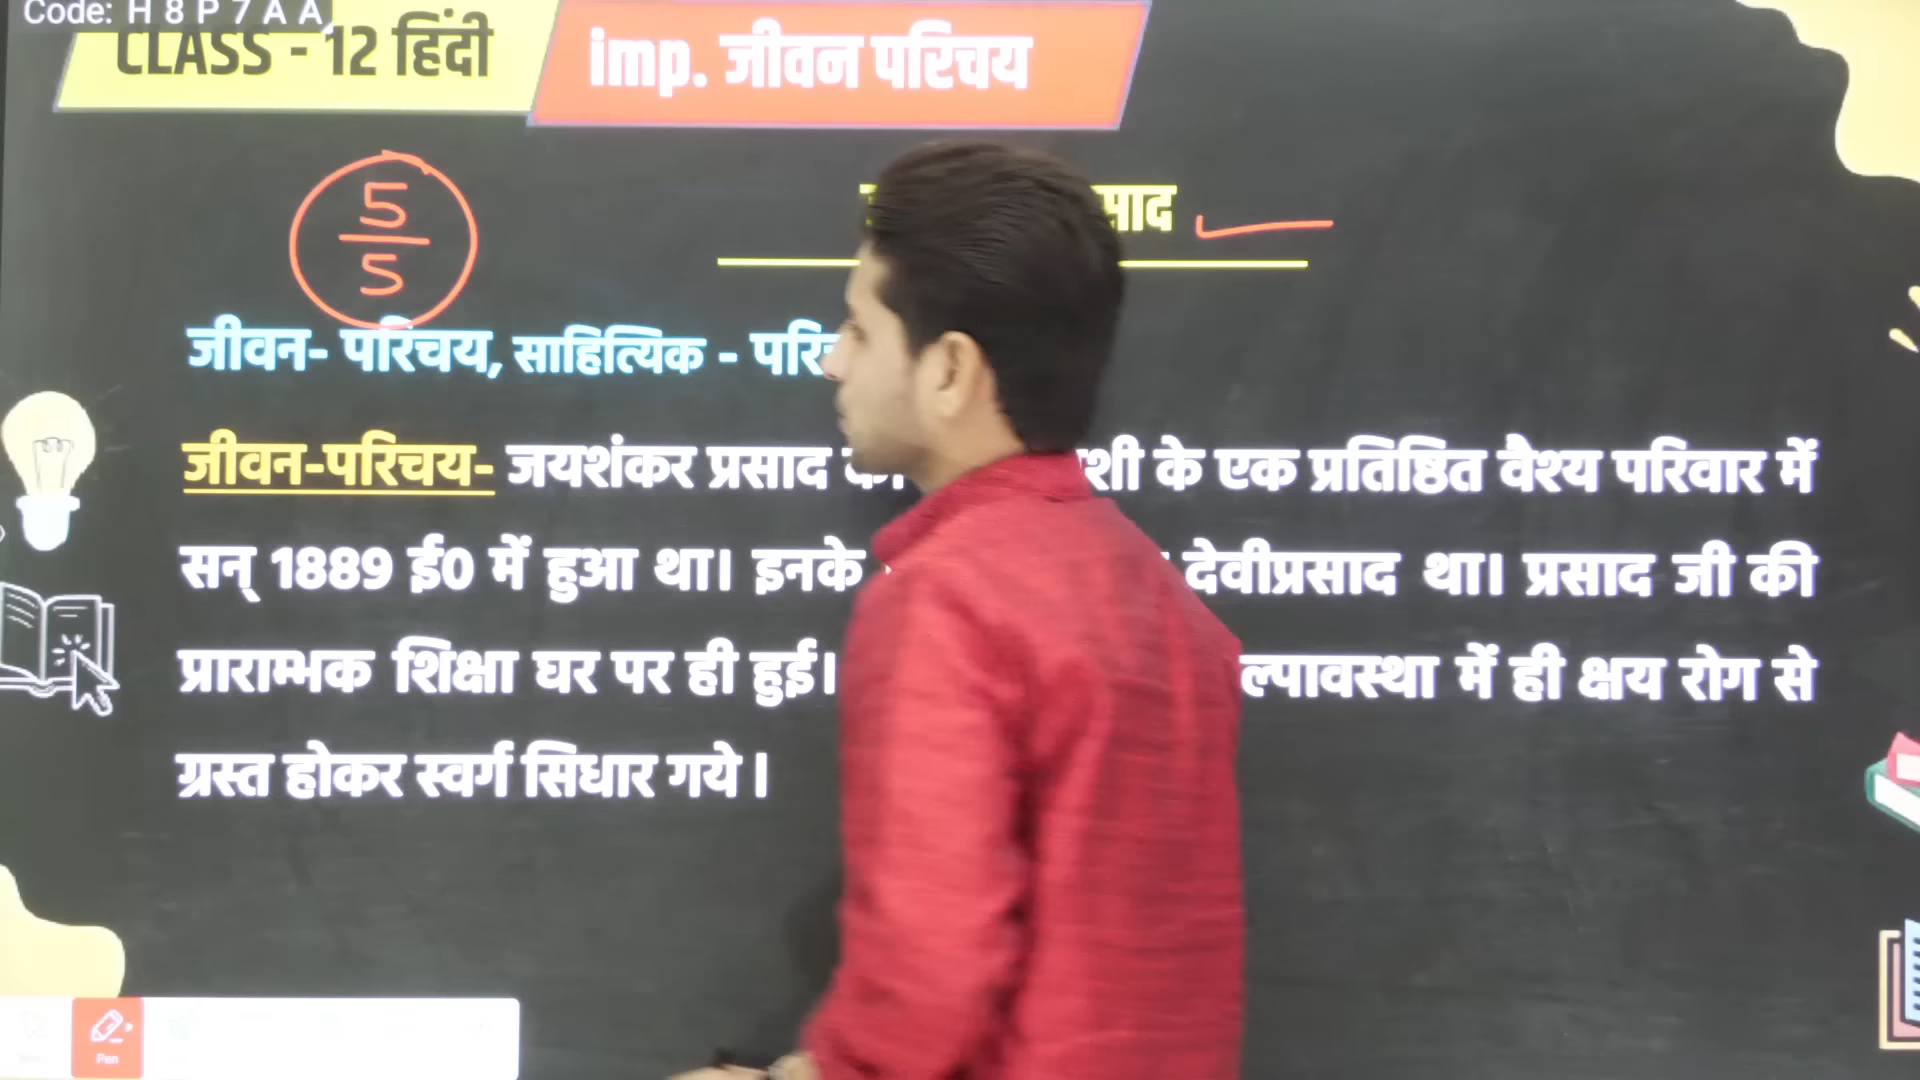 Code: H 8 P 7 A A
CLASS - 12 हिंदी
imp. जीवन परिचय
5
5
जीवन- परिचय, साहित्यिक -
जीवन-परिचय- जयशंकर प्रसाद के एक प्रतिष्ठित वैश्य परिवार में
सन् 1889 ई0 में हुआ था। इनके देवीप्रसाद था। प्रसाद जी की
प्रारम्भिक शिक्षा घर पर ही हुई। में ही क्षय रोग से
ग्रस्त होकर स्वर्ग सिधार गये।
Pen